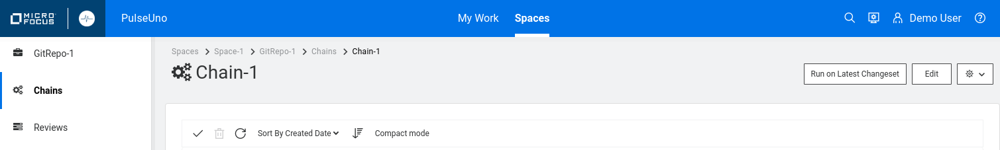 MICRO FOCUS
PulseUno
My Work
Spaces
Demo User
GitRepo-1
Chains
Reviews
Spaces > Space-1 > GitRepo-1 > Chains > Chain-1
Chain-1
Run on Latest Changeset
Edit
Sort By Created Date
Compact mode